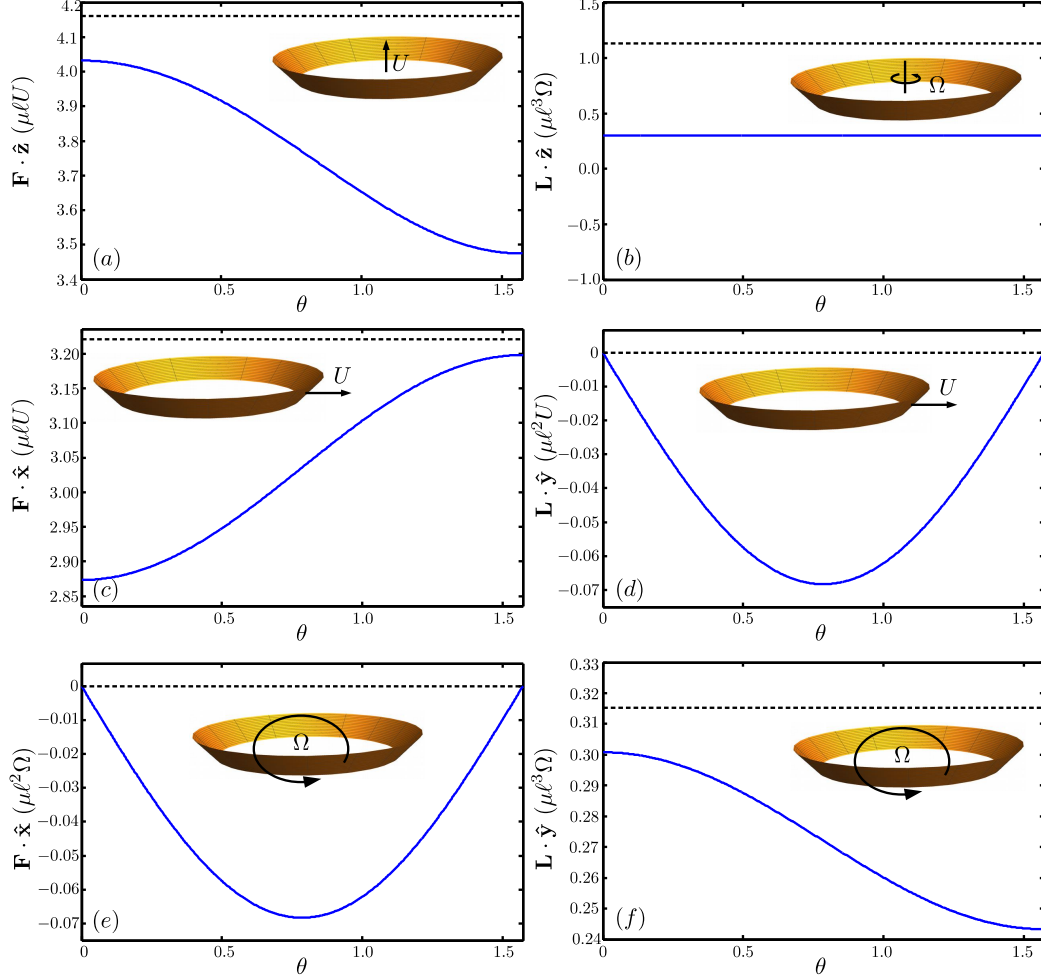 4.2
4.1
4.0
3.9
3.8
3.7
3.6
3.5
3.4
F · ẑ (μℓU)
U
(a)
0 0.5 1.0 1.5
θ
1.5
1.0
0.5
0.0
−0.5
−1.0
L · ẑ (μℓ³Ω)
Ω
(b)
0 0.5 1.0 1.5
θ
3.20
3.15
3.10
3.05
3.00
2.95
2.90
2.85
F · x̂ (μℓU)
U
(c)
0 0.5 1.0 1.5
θ
0
−0.01
−0.02
−0.03
−0.04
−0.05
−0.06
−0.07
L · ŷ (μℓ²U)
U
(d)
0 0.5 1.0 1.5
θ
0
−0.01
−0.02
−0.03
−0.04
−0.05
−0.06
−0.07
F · x̂ (μℓ²Ω)
Ω
(e)
0 0.5 1.0 1.5
θ
0.33
0.32
0.31
0.30
0.29
0.28
0.27
0.26
0.25
0.24
L · ŷ (μℓ³Ω)
Ω
(f)
0 0.5 1.0 1.5
θ